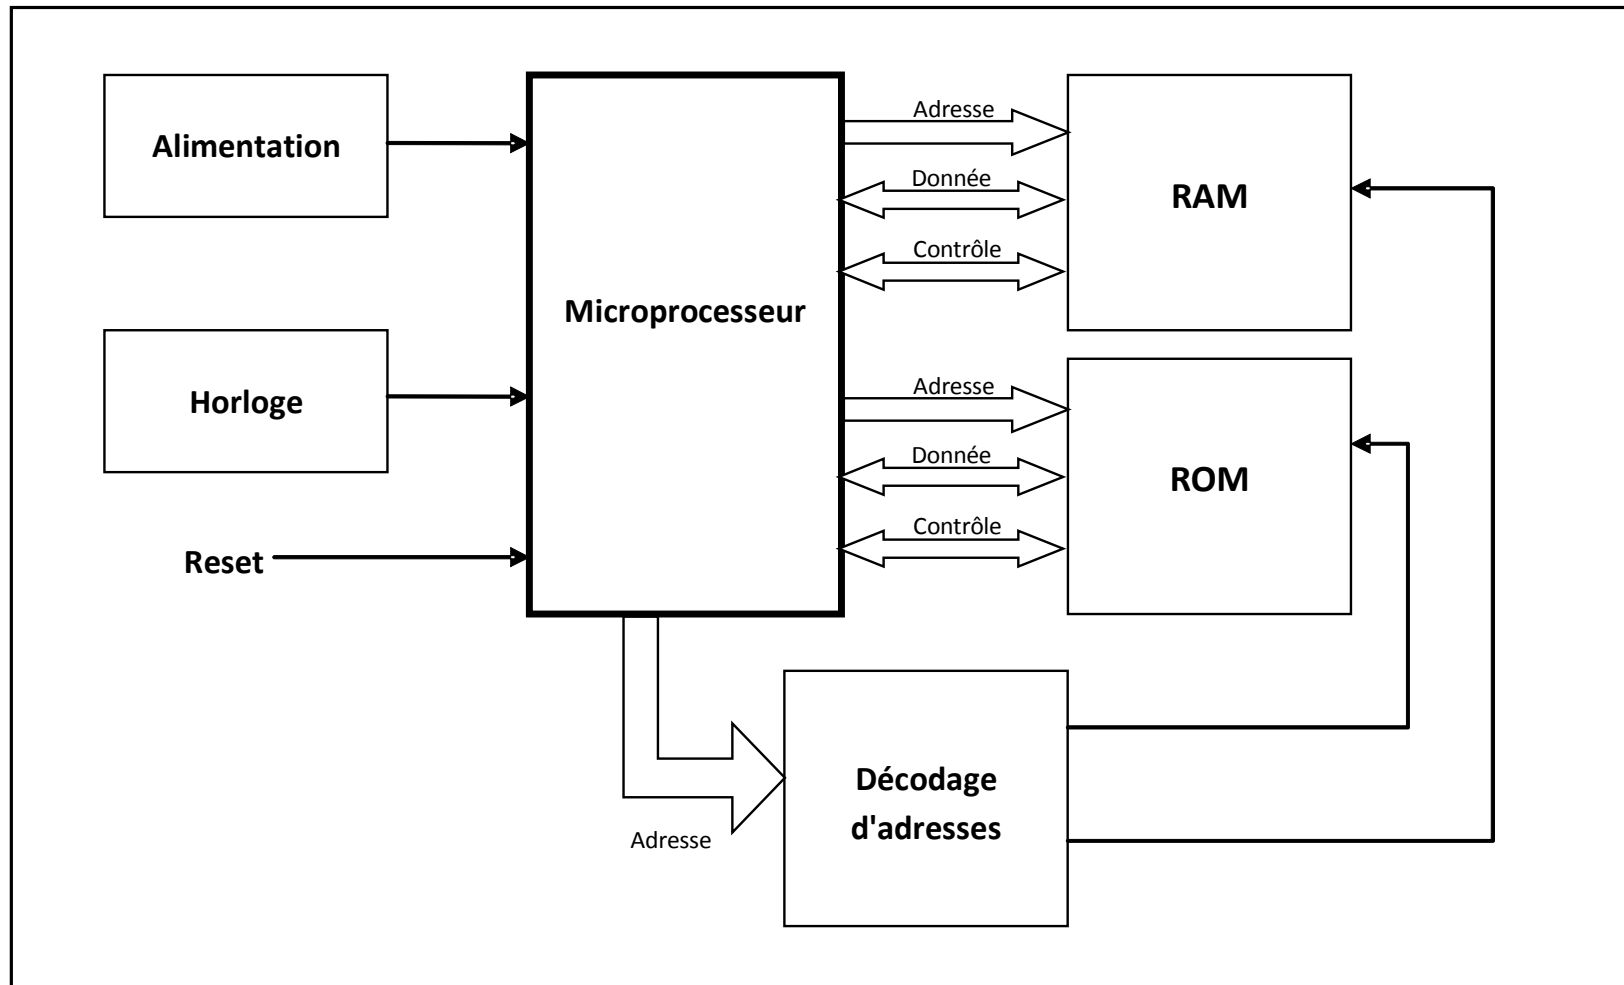 Alimentation
Horloge
Reset
Microprocesseur
Adresse
Donnée
Contrôle
RAM
Adresse
Donnée
Contrôle
ROM
Adresse
Décodage
d'adresses